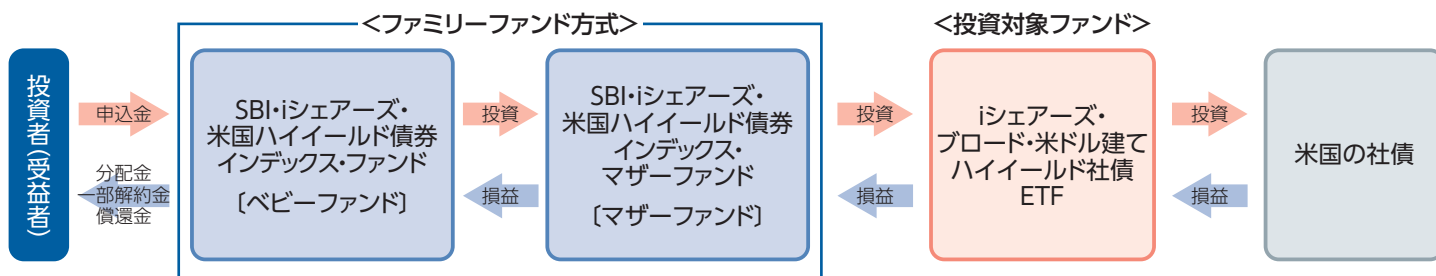 <ファミリーファンド方式>
<投資対象ファンド>
投資者(受益者)
申込金
分配金
一部解約金
償還金
SBI・iシェアーズ・
米国ハイイールド債券
インデックス・ファンド
〔ベビーファンド〕
投資
損益
SBI・iシェアーズ・
米国ハイイールド債券
インデックス・
マザーファンド
〔マザーファンド〕
投資
損益
iシェアーズ・
ブロード・米ドル建て
ハイイールド社債
ETF
投資
損益
米国の社債